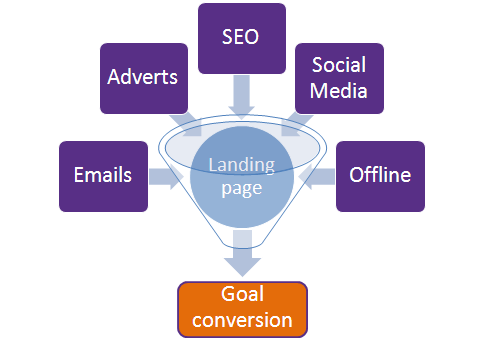 SEO
Adverts
Social
Media
Emails
Landing
page
Offline
Goal
conversion